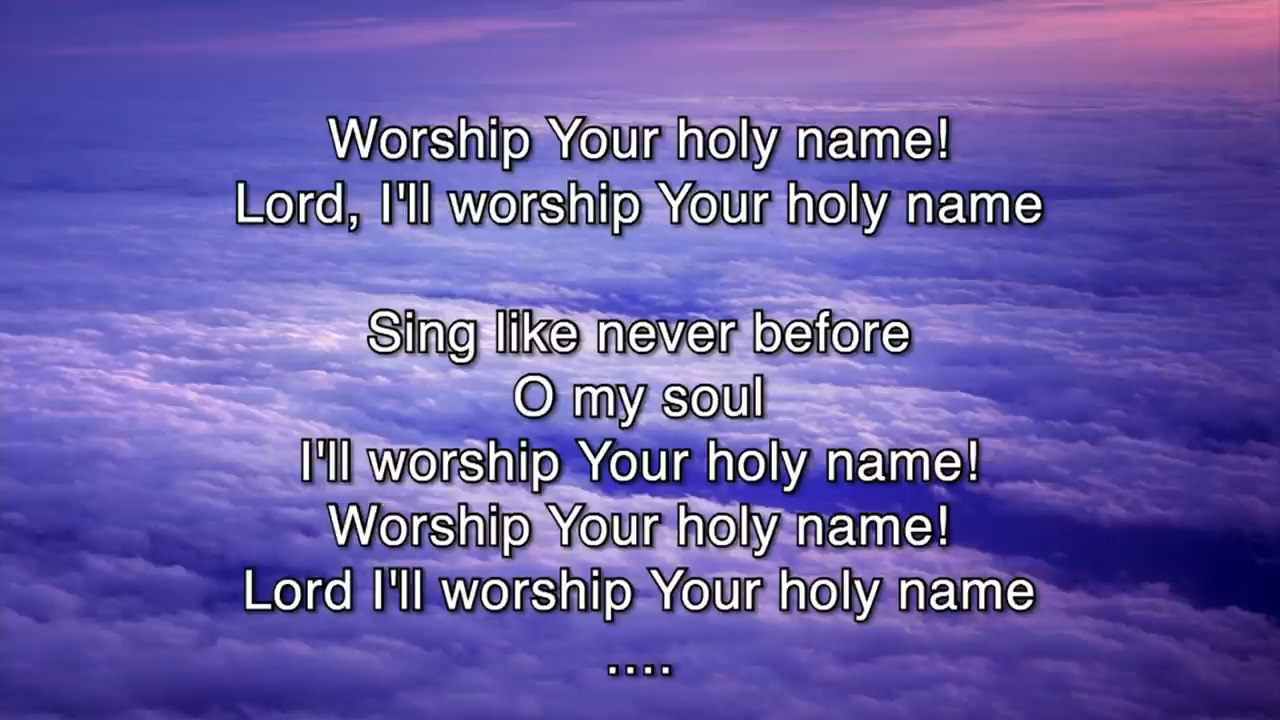 Worship Your holy name!
Lord, I'll worship Your holy name
Sing like never before
O my soul
I'll worship Your holy name!
Worship Your holy name!
Lord I'll worship Your holy name
....